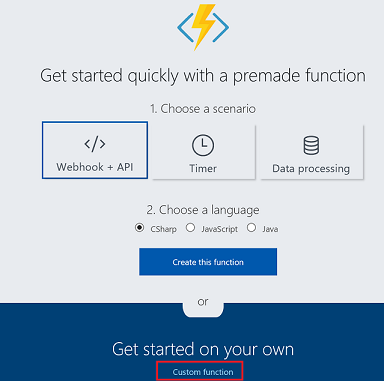 Get started quickly with a premade function
1. Choose a scenario
</>
Webhook + API
Timer
Data processing
2. Choose a language
CSharp JavaScript Java
Create this function
or
Get started on your own
Custom function